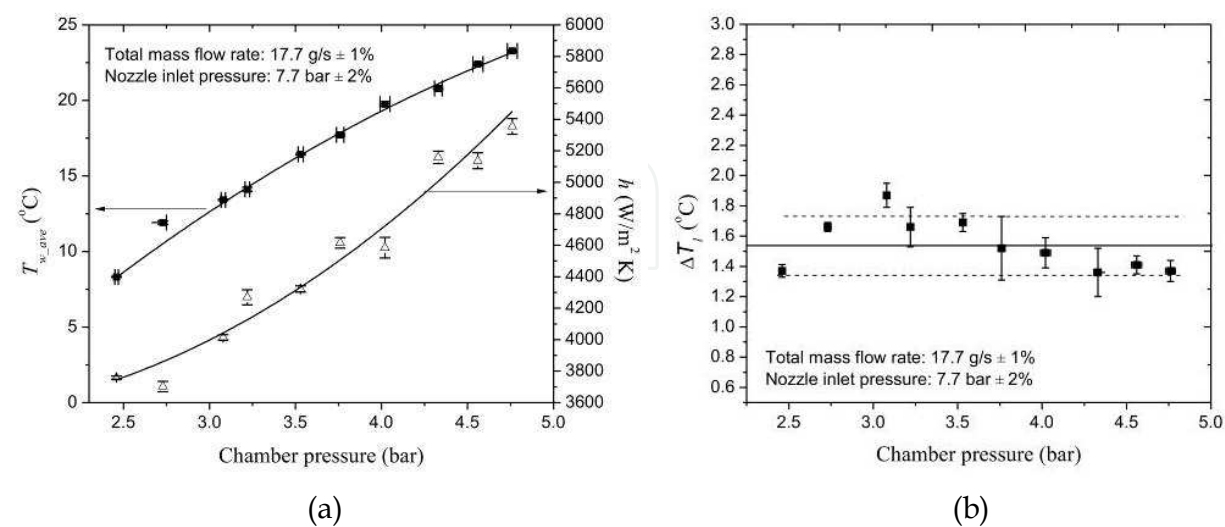 Total mass flow rate: 17.7 g/s ± 1%
Nozzle inlet pressure: 7.7 bar ± 2%
25
20
15
10
5
0
T_w_ave (°C)
6000
5800
5600
5400
5200
5000
4800
4600
4400
4200
4000
3800
3600
h (W/m² K)
2.5 3.0 3.5 4.0 4.5 5.0
Chamber pressure (bar)
(a)
3.0
2.8
2.6
2.4
2.2
2.0
1.8
1.6
1.4
1.2
1.0
0.8
0.6
ΔT_l (°C)
Total mass flow rate: 17.7 g/s ± 1%
Nozzle inlet pressure: 7.7 bar ± 2%
2.5 3.0 3.5 4.0 4.5 5.0
Chamber pressure (bar)
(b)